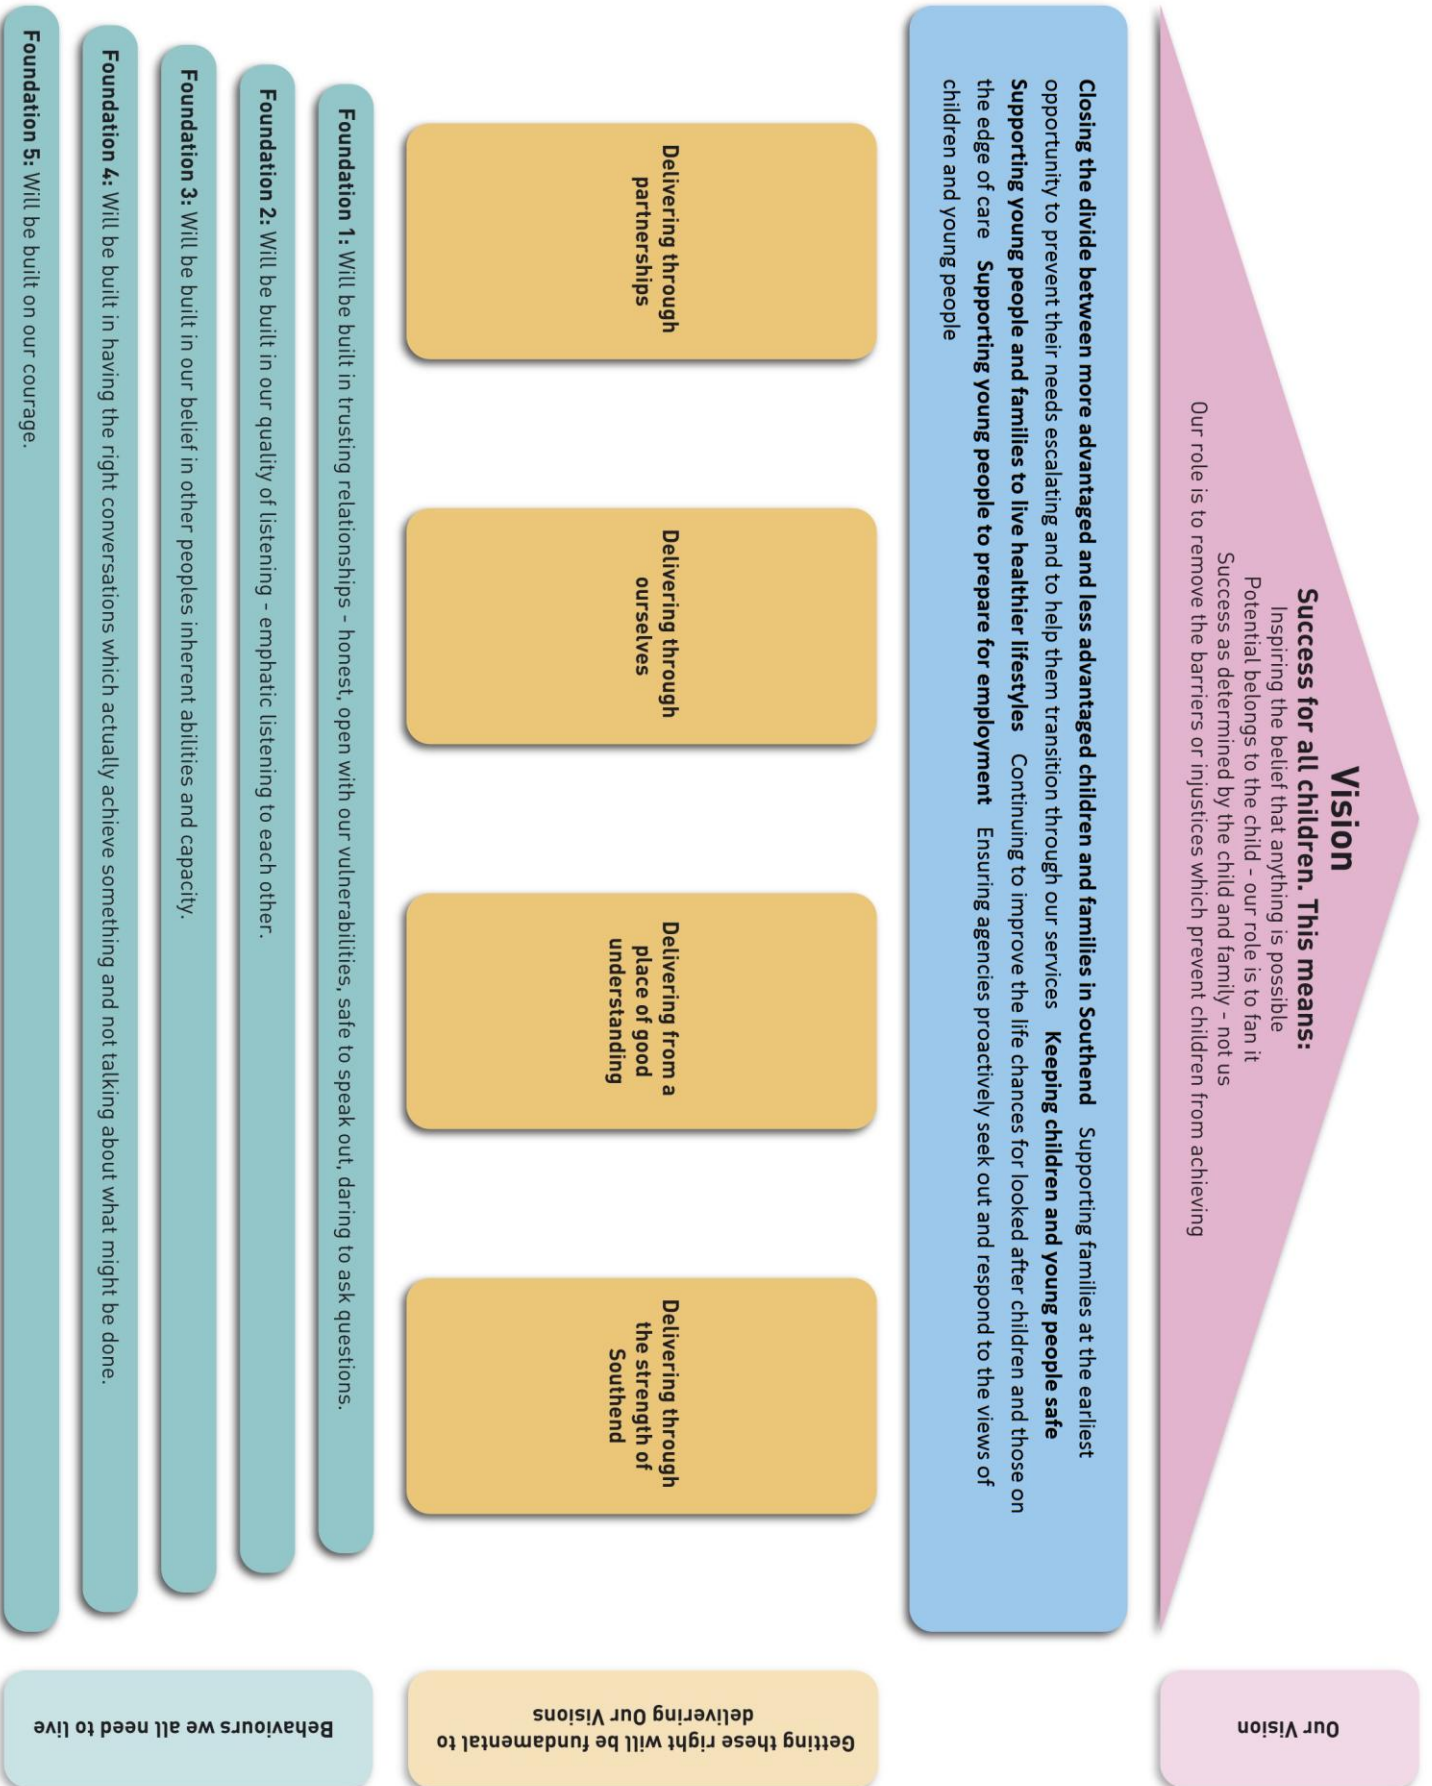 Vision
Success for all children. This means:
Inspiring the belief that anything is possible
Potential belongs to the child - our role is to fan it
Success as determined by the child and family - not us
Our role is to remove the barriers or injustices which prevent children from achieving
Our Vision
Closing the divide between more advantaged and less advantaged children and families in Southend Supporting families at the earliest
opportunity to prevent their needs escalating and to help them transition through our services Keeping children and young people safe
Supporting young people and families to live healthier lifestyles Continuing to improve the life chances for looked after children and those on
the edge of care Supporting young people to prepare for employment Ensuring agencies proactively seek out and respond to the views of
children and young people
Delivering through
partnerships
Delivering through
ourselves
Delivering from a
place of good
understanding
Delivering through
the strength of
Southend
Getting these right will be fundamental to
delivering Our Visions
Foundation 1: Will be built in trusting relationships - honest, open with our vulnerabilities, safe to speak out, daring to ask questions.
Foundation 2: Will be built in our quality of listening - emphatic listening to each other.
Foundation 3: Will be built in our belief in other peoples inherent abilities and capacity.
Foundation 4: Will be built in having the right conversations which actually achieve something and not talking about what might be done.
Foundation 5: Will be built on our courage.
Behaviours we all need to live